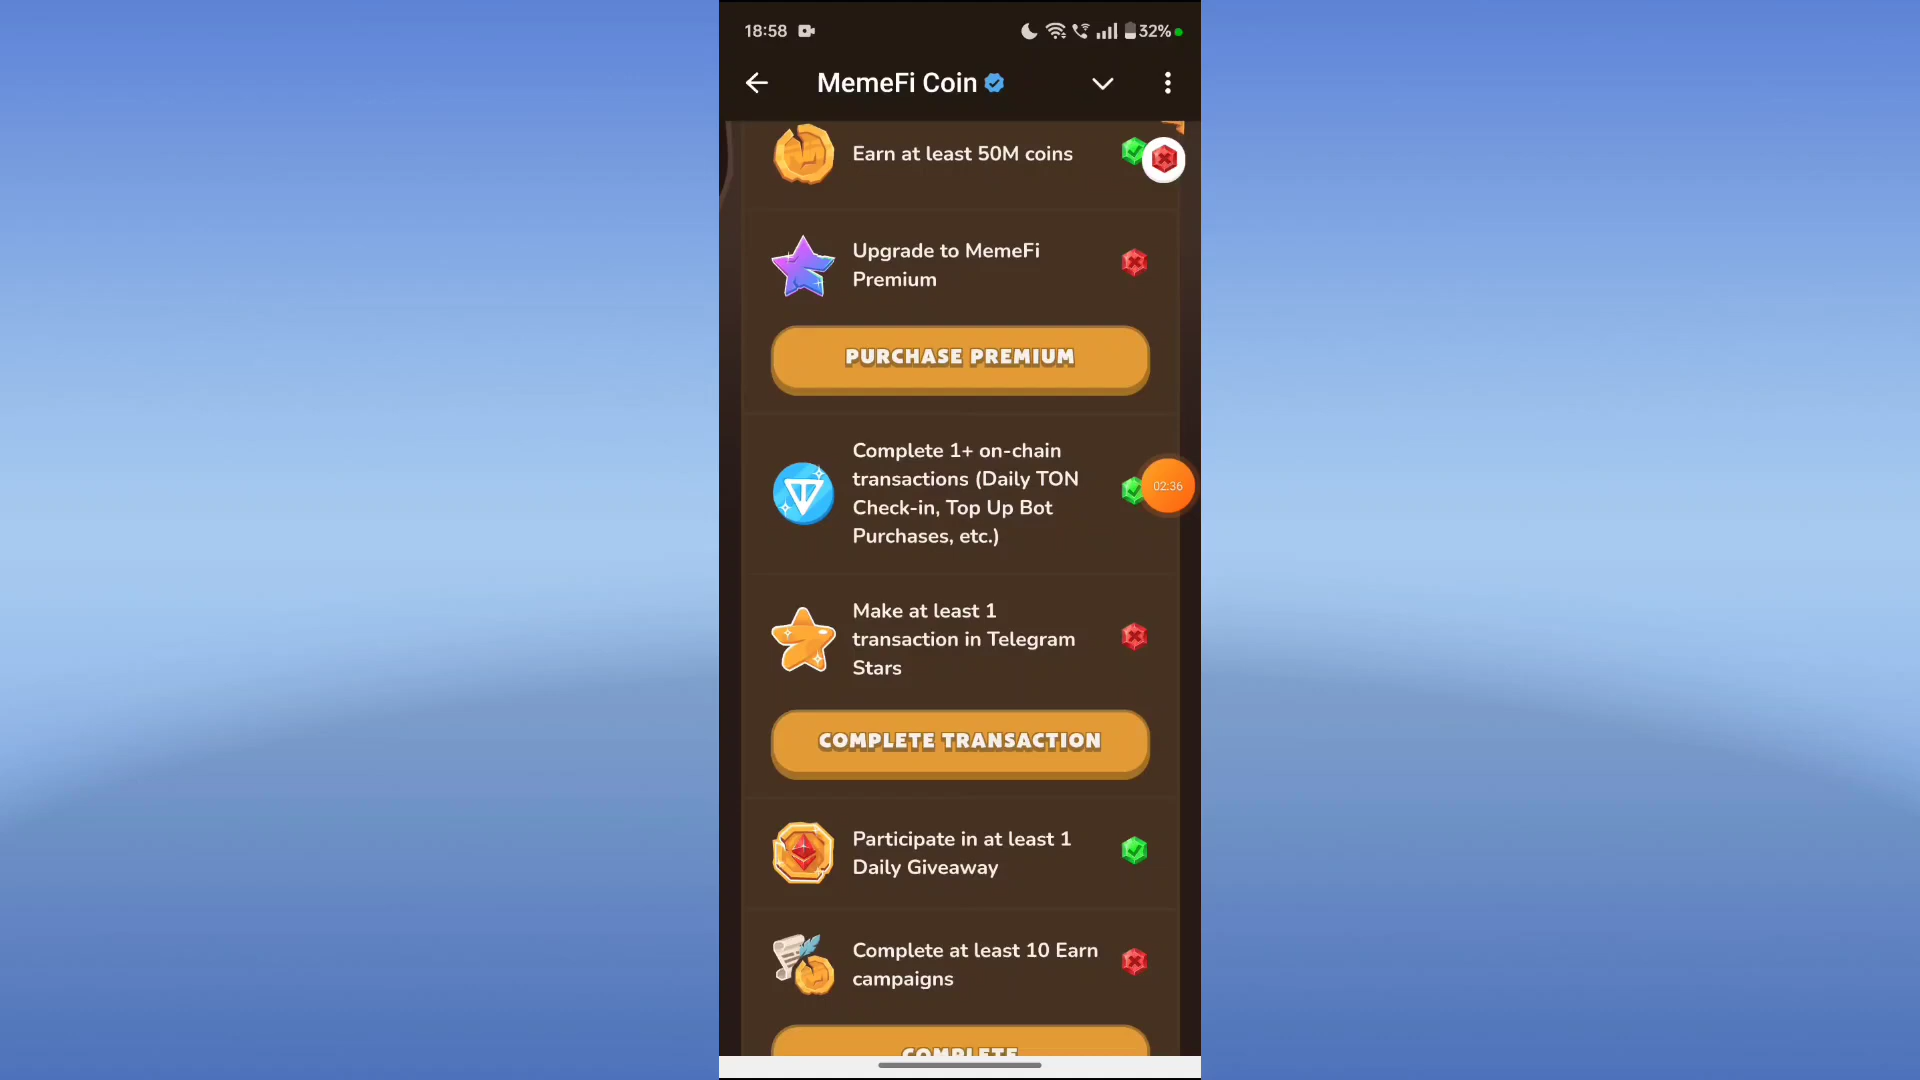 18:58
32%
MemeFi Coin
Earn at least 50M coins
Upgrade to MemeFi
Premium
PURCHASE PREMIUM
Complete 1+ on-chain
transactions (Daily TON
Check-in, Top Up Bot
Purchases, etc.)
02:36
Make at least 1
transaction in Telegram
Stars
COMPLETE TRANSACTION
Participate in at least 1
Daily Giveaway
Complete at least 10 Earn
campaigns
COMPLETE